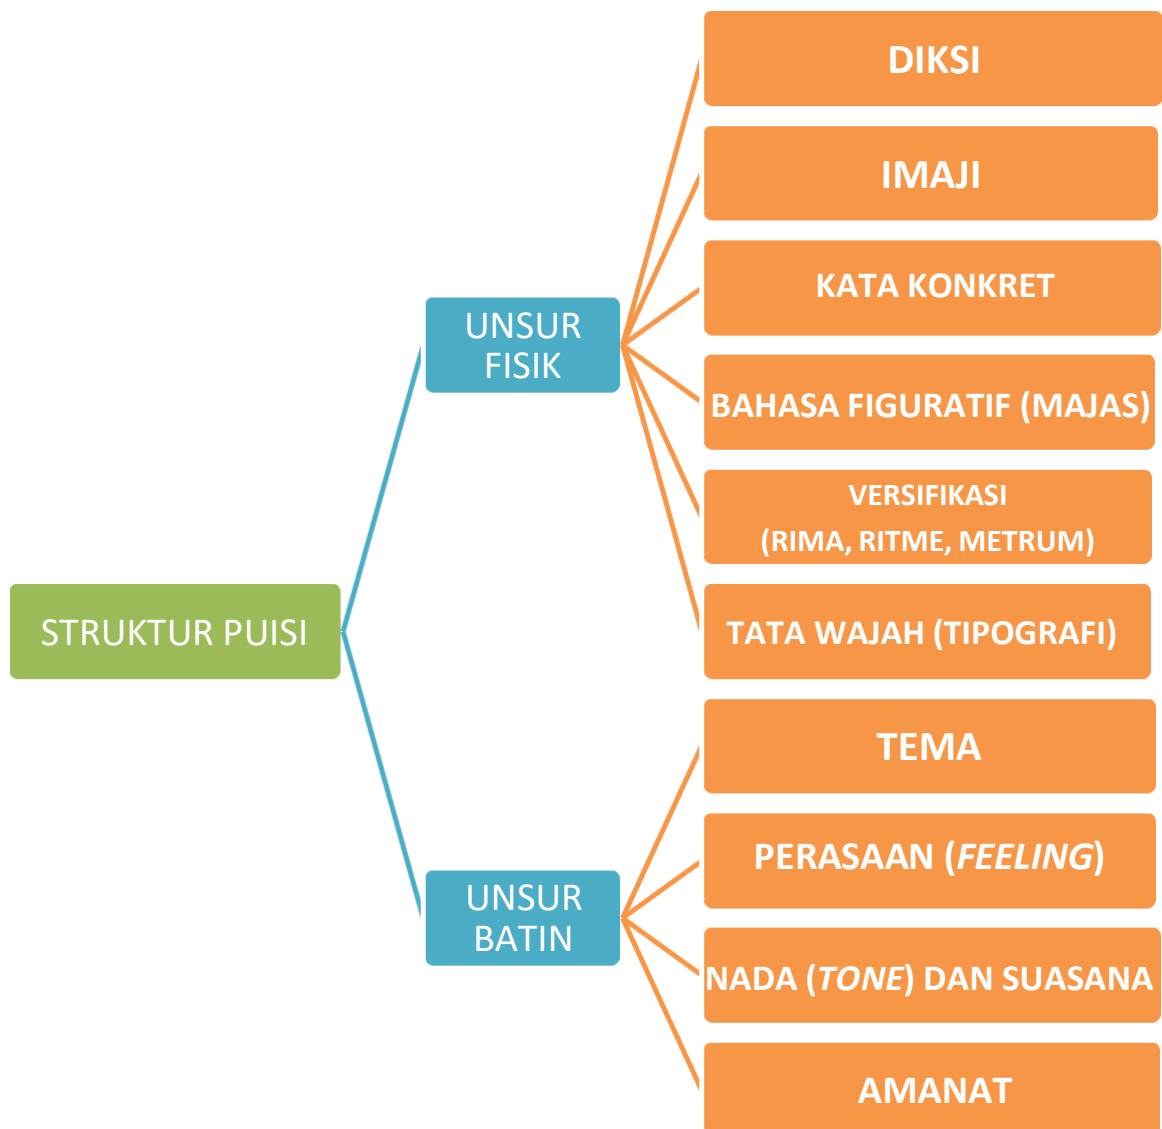 STRUKTUR PUISI
UNSUR
FISIK
DIKSI
IMAJI
KATA KONKRET
BAHASA FIGURATIF (MAJAS)
VERSIFIKASI
(RIMA, RITME, METRUM)
TATA WAJAH (TIPOGRAFI)
UNSUR
BATIN
TEMA
PERASAAN (FEELING)
NADA (TONE) DAN SUASANA
AMANAT